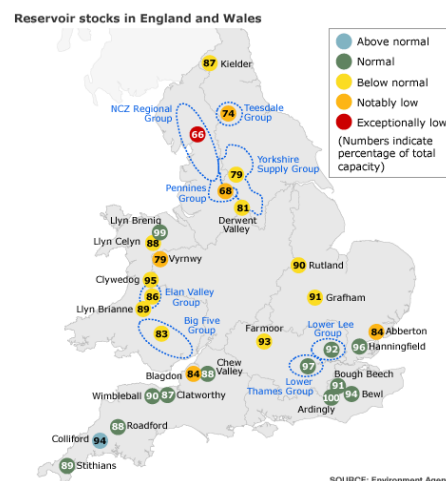 Reservoir stocks in England and Wales
Above normal
Normal
Below normal
Notably low
Exceptionally low
(Numbers indicate
percentage of total
capacity)
87 Kielder
NCZ Regional
Group
66
74
Teesdale
Group
Yorkshire
Supply Group
79
Pennines
Group
68
81
Derwent
Valley
Llyn Brenig
99
Llyn Celyn 88
79 Vyrnwy
Clywedog 95
86 Elan Valley
Group
Llyn Brianne 89
Big Five
Group
83
90 Rutland
91 Grafham
Farmoor
93
Lower Lee
Group
92
84 Abberton
96 Hanningfield
97
Lower
Thames Group
Bough Beech
91
94 Bewl
100
Ardingly
Chew
Valley
Blagdon 84 88
Wimbleball 90 87 Clatworthy
88 Roadford
Colliford 94
89 Stithians
SOURCE: Environment Agen